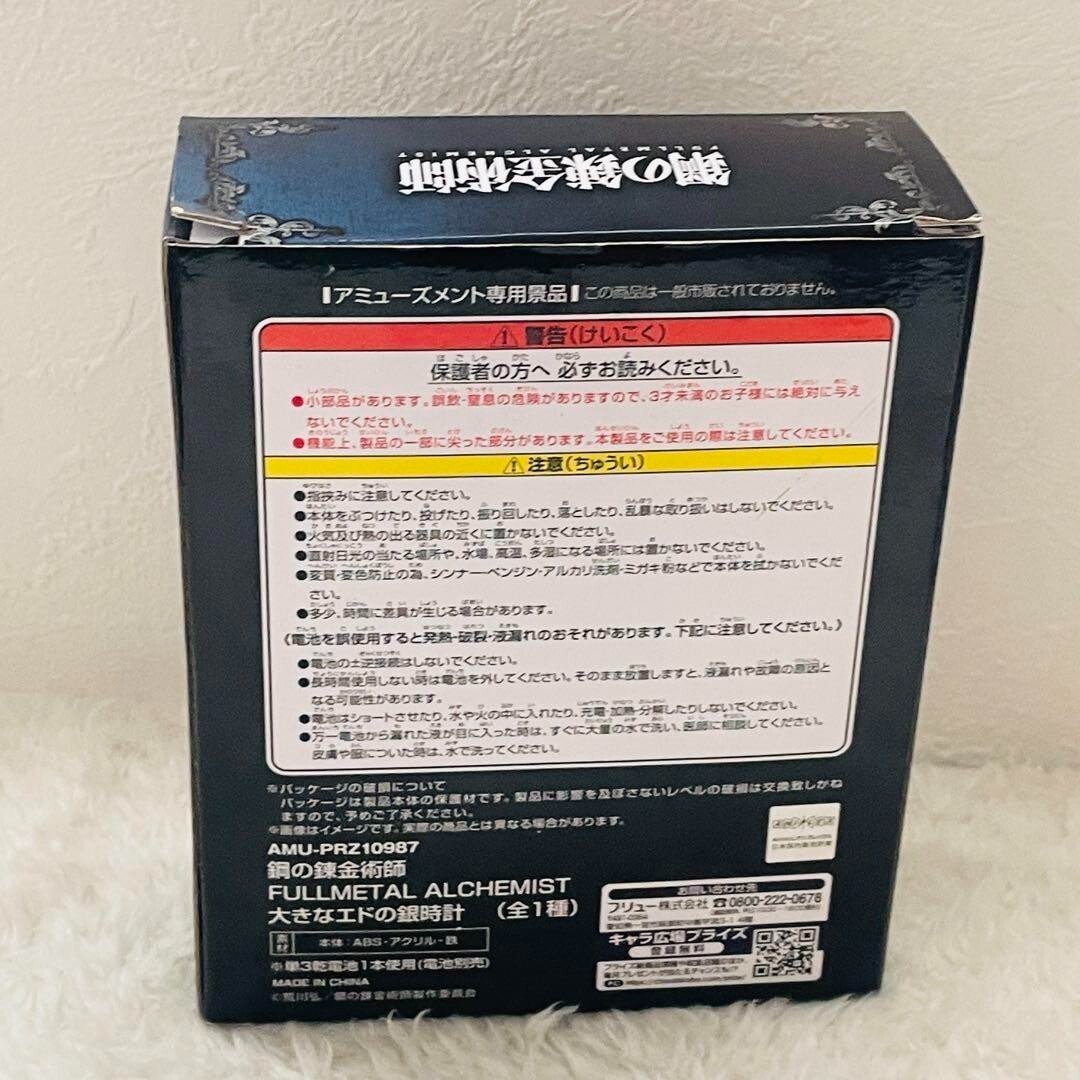 鋼の錬金術師
FULLMETAL ALCHEMIST
アミューズメント専用景品 この商品は一般市販されておりません。
⚠警告(けいこく)
保護者の方へ 必ずお読みください。
●小部品があります。誤飲・窒息の危険がありますので、3才未満のお子様には絶対に与え
ないでください。
●機能上、製品の一部に尖った部分があります。本製品をご使用の際は注意してください。
⚠注意(ちゅうい)
●指挟みに注意してください。
●本体をぶつけたり、投げたり、振り回したり、落としたり、乱暴な取り扱いはしないでください。
●火気及び熱の出る器具の近くに置かないでください。
●直射日光の当たる場所や、水場、高温、多湿になる場所には置かないでください。
●変質・変色防止の為、シンナー・ベンジン・アルカリ洗剤・ミガキ粉などで本体を拭かないでくだ
さい。
●多少、時間に差異が生じる場合があります。
(電池を誤使用すると発熱・破裂・液漏れのおそれがあります。下記に注意してください。)
●電池の±逆接続はしないでください。
●長時間使用しない時は電池を外してください。そのまま放置しますと、液漏れや故障の原因と
なる可能性があります。
●電池はショートさせたり、水や火の中に入れたり、充電・加熱・分解したりしないでください。
●万一電池から漏れた液が目に入った時は、すぐに大量の水で洗い、医師に相談してください。
皮膚や服についた時は、水で洗ってください。
※パッケージの破損について
パッケージは製品本体の保護材です。製品に影響を及ぼさないレベルの破損は交換致しかね
ますので、予めご了承ください。
※画像はイメージです。実際の商品とは異なる場合があります。
AMU-PRZ10987
鋼の錬金術師
FULLMETAL ALCHEMIST
大きなエドの銀時計 (全1種)
素材 本体:ABS・アクリル・鉄
※単3乾電池1本使用(電池別売)
MADE IN CHINA
©荒川弘/鋼の錬金術師製作委員会
日本国内販売許諾
お問い合わせ先
フリュー株式会社 0800-222-0678
キャラ広場プライズ
登録無料